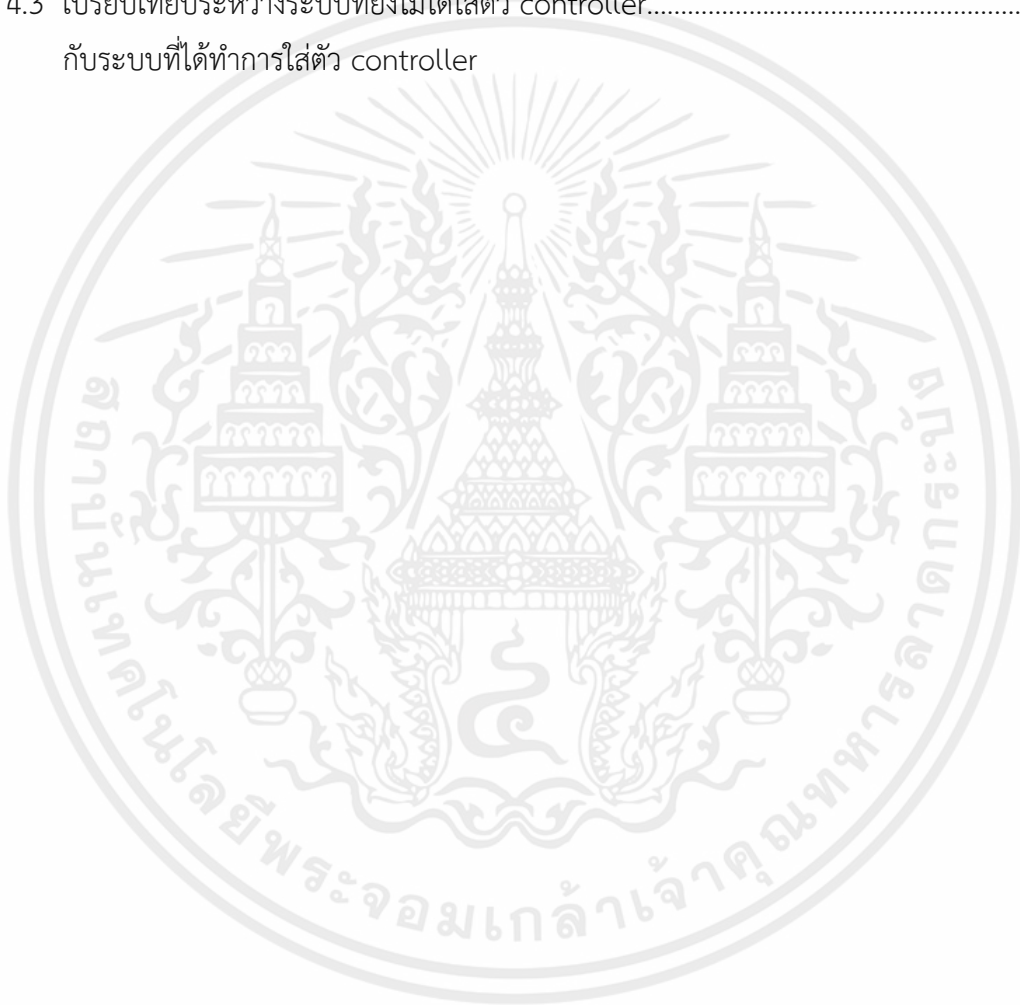 4.3 เปรียบเทียบระหว่างระบบที่ยังไม่ได้ใส่ตัว controller................................................................
กับระบบที่ได้ทำการใส่ตัว controller
สถาบันเทคโนโลยีพระจอมเกล้าเจ้าคุณทหารลาดกระบัง